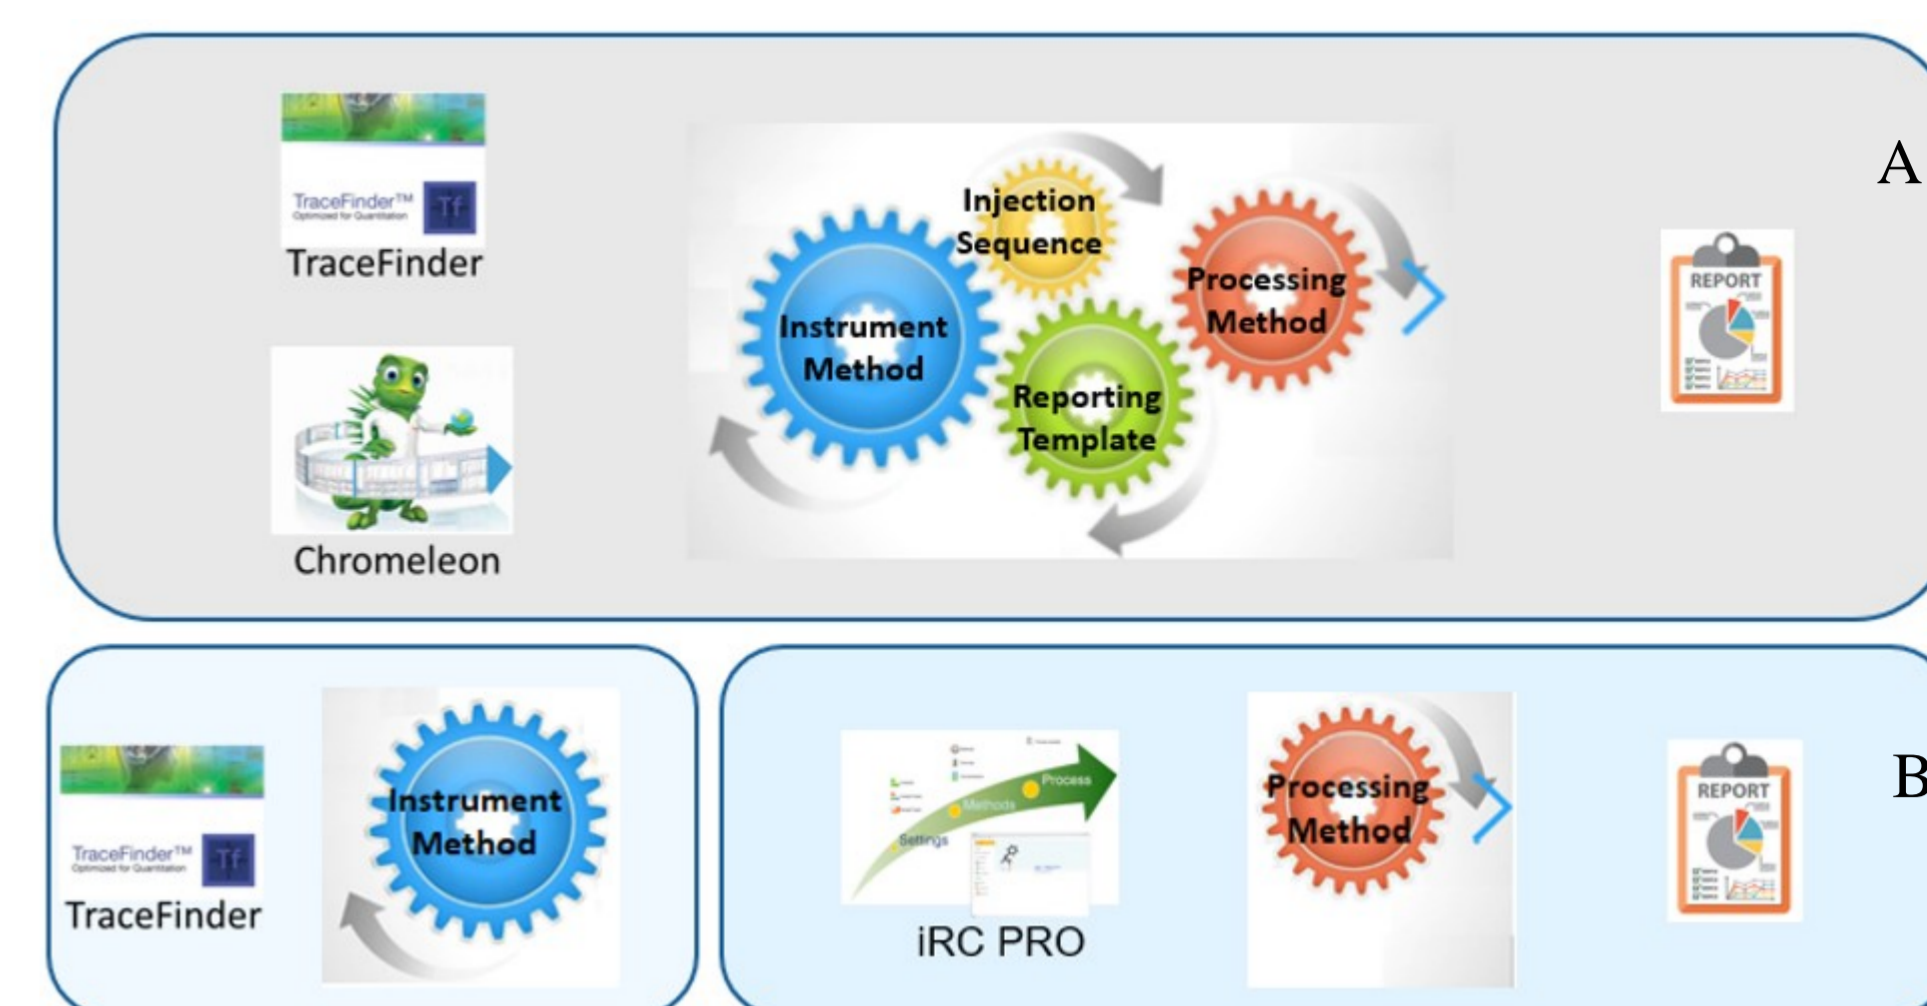 A
TraceFinder™ Tf
Optimized for Quantitation
TraceFinder
Injection
Sequence
Processing
Method
Instrument
Method
Reporting
Template
REPORT
Chromeleon
B
TraceFinder™ Tf
Optimized for Quantitation
TraceFinder
Instrument
Method
Process
Methods
Settings
iRC PRO
Processing
Method
REPORT